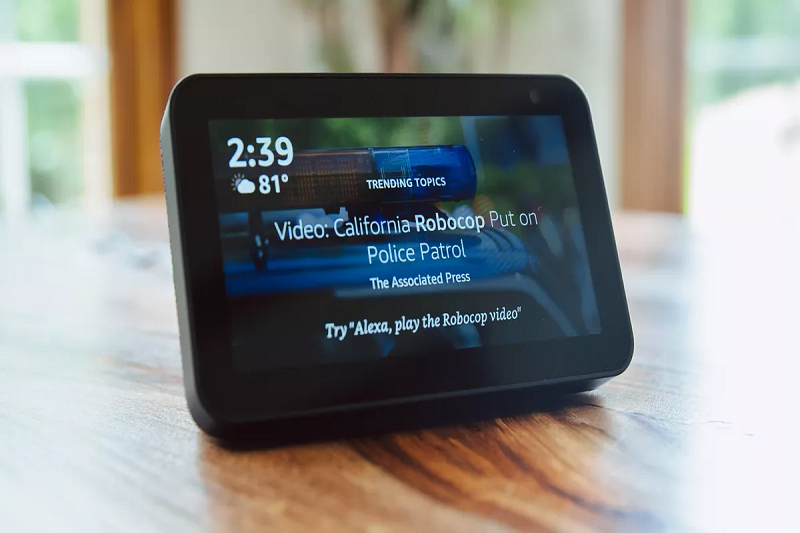 2:39
81°
TRENDING TOPICS
Video: California Robocop Put on
Police Patrol
The Associated Press
Try "Alexa, play the Robocop video"